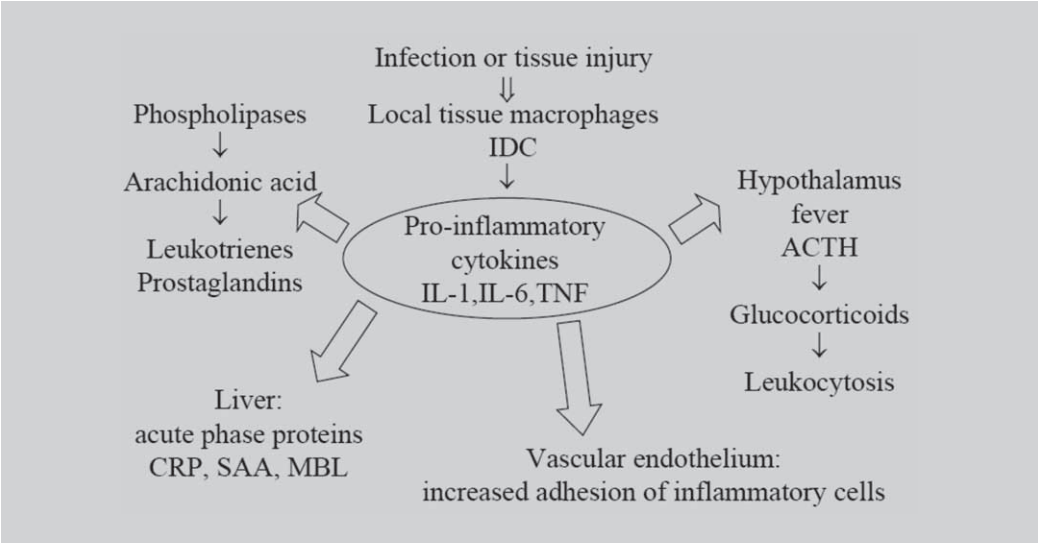 Infection or tissue injury
Local tissue macrophages
IDC
Pro-inflammatory
cytokines
IL-1,IL-6,TNF
Phospholipases
Arachidonic acid
Leukotrienes
Prostaglandins
Hypothalamus
fever
ACTH
Glucocorticoids
Leukocytosis
Liver:
acute phase proteins
CRP, SAA, MBL
Vascular endothelium:
increased adhesion of inflammatory cells